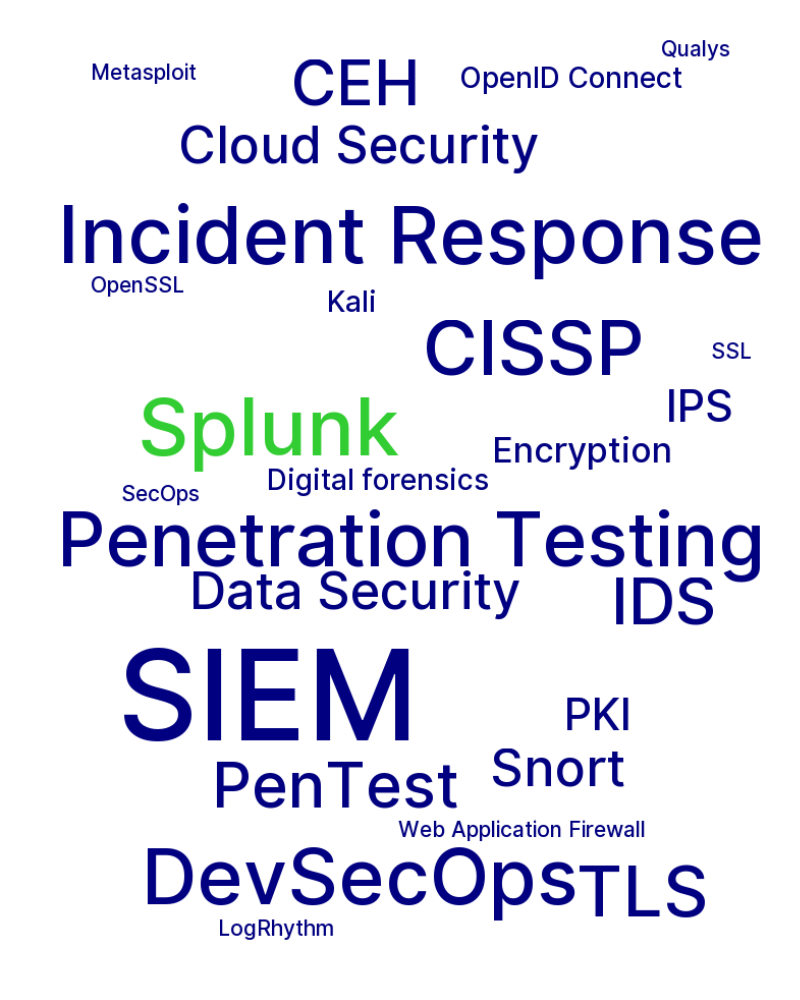 Qualys
Metasploit
CEH
OpenID Connect
Cloud Security
Incident Response
OpenSSL
Kali
CISSP
SSL
IPS
Splunk
Encryption
Digital forensics
SecOps
Penetration Testing
Data Security
IDS
SIEM
PKI
Snort
PenTest
Web Application Firewall
DevSecOps
TLS
LogRhythm